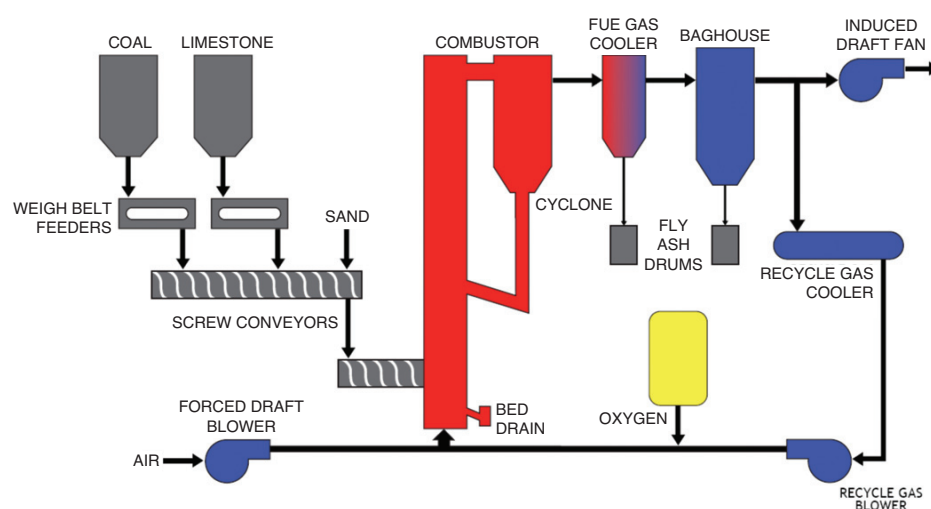 COAL
LIMESTONE
COMBUSTOR
FUE GAS
COOLER
BAGHOUSE
INDUCED
DRAFT FAN
WEIGH BELT
FEEDERS
SAND
CYCLONE
FLY
ASH
DRUMS
RECYCLE GAS
COOLER
SCREW CONVEYORS
FORCED DRAFT
BLOWER
BED
DRAIN
OXYGEN
AIR
RECYCLE GAS
BLOWER